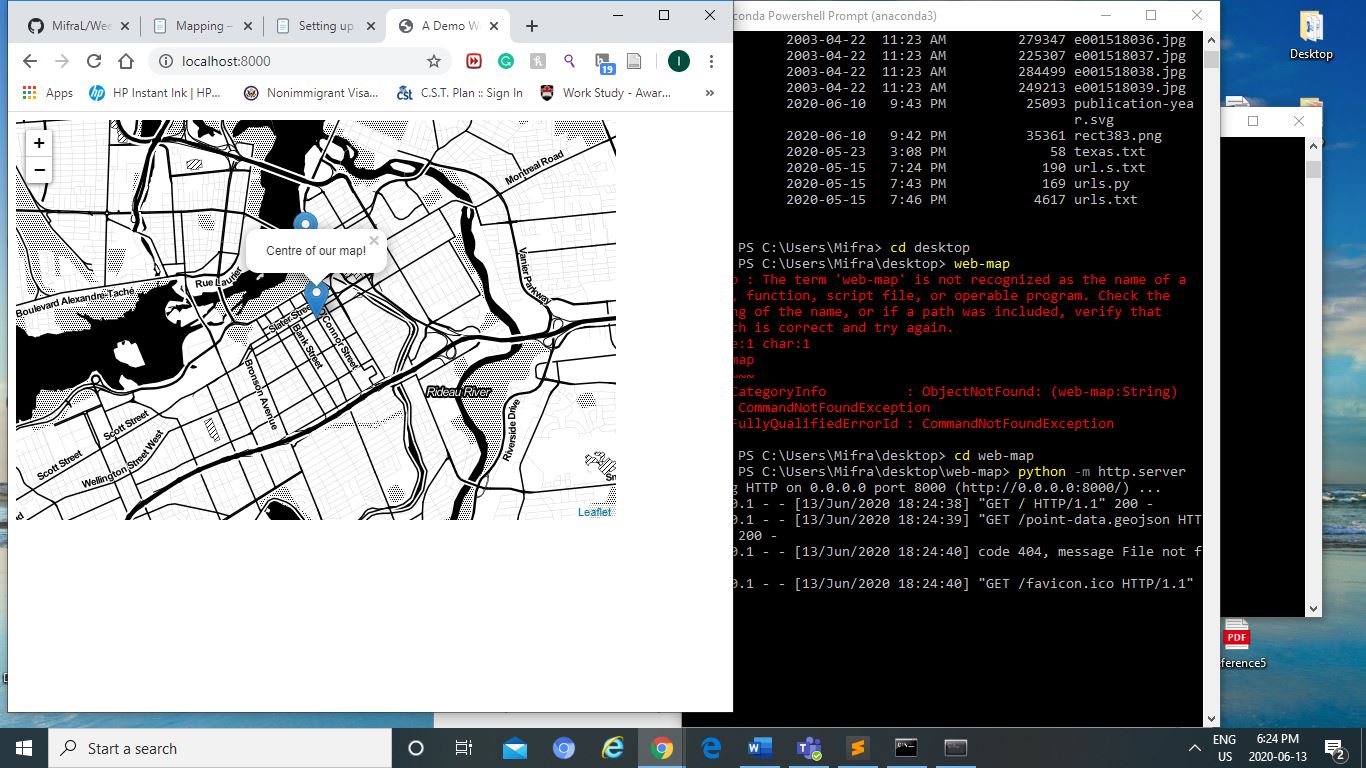 MifraL/Wee
Mapping –
Setting up
A Demo W
localhost:8000
19
I
Apps
HP Instant Ink | HP...
Nonimmigrant Visa...
C.S.T. Plan :: Sign In
Work Study - Awar...
»
+
−
Montreal Road
Vanier Parkway
Centre of our map!
Rue Laurier
Boulevard Alexandre-Taché
Slater Street
O'Connor Street
Bank Street
Bronson Avenue
Rideau River
Riverside Drive
Scott Street
Scott Street
Wellington Street West
Leaflet
conda Powershell Prompt (anaconda3)
2003-04-22 11:23 AM 279347 e001518036.jpg
2003-04-22 11:23 AM 225307 e001518037.jpg
2003-04-22 11:23 AM 284499 e001518038.jpg
2003-04-22 11:23 AM 249213 e001518039.jpg
2020-06-10 9:43 PM 25093 publication-yea
r.svg
2020-06-10 9:42 PM 35361 rect383.png
2020-05-23 3:08 PM 58 texas.txt
2020-05-15 7:24 PM 190 url.s.txt
2020-05-15 7:43 PM 169 urls.py
2020-05-15 7:46 PM 4617 urls.txt
PS C:\Users\Mifra> cd desktop
PS C:\Users\Mifra\desktop> web-map
: The term 'web-map' is not recognized as the name of a
, function, script file, or operable program. Check the
ng of the name, or if a path was included, verify that
h is correct and try again.
e:1 char:1
map
~~~
CategoryInfo : ObjectNotFound: (web-map:String)
CommandNotFoundException
FullyQualifiedErrorId : CommandNotFoundException
PS C:\Users\Mifra\desktop> cd web-map
PS C:\Users\Mifra\desktop\web-map> python -m http.server
g HTTP on 0.0.0.0 port 8000 (http://0.0.0.0:8000/) ...
0.1 - - [13/Jun/2020 18:24:38] "GET / HTTP/1.1" 200 -
0.1 - - [13/Jun/2020 18:24:39] "GET /point-data.geojson HTT
200 -
0.1 - - [13/Jun/2020 18:24:40] code 404, message File not f
0.1 - - [13/Jun/2020 18:24:40] "GET /favicon.ico HTTP/1.1"
Desktop
PDF
ference5
Start a search
ENG
US
6:24 PM
2020-06-13
2